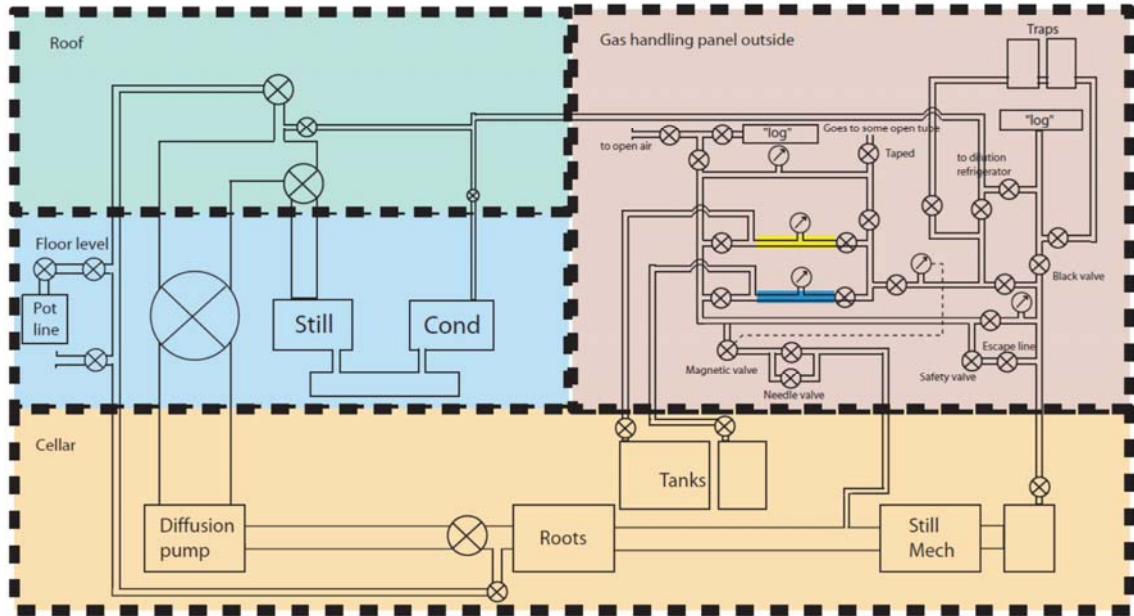 Roof
Gas handling panel outside
Traps
"log"
"log"
Goes to some open tube
to open air
Taped
to dilution
refrigerator
Floor level
Black valve
Pot
line
Still
Cond
Escape line
Magnetic valve
Safety valve
Needle valve
Cellar
Tanks
Diffusion
pump
Roots
Still
Mech